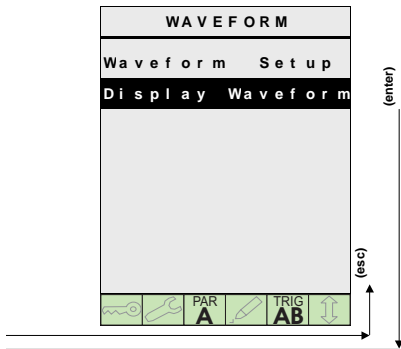 WAVEFORM
Waveform Setup
Display Waveform
(enter)
(esc)
PAR TRIG
A AB